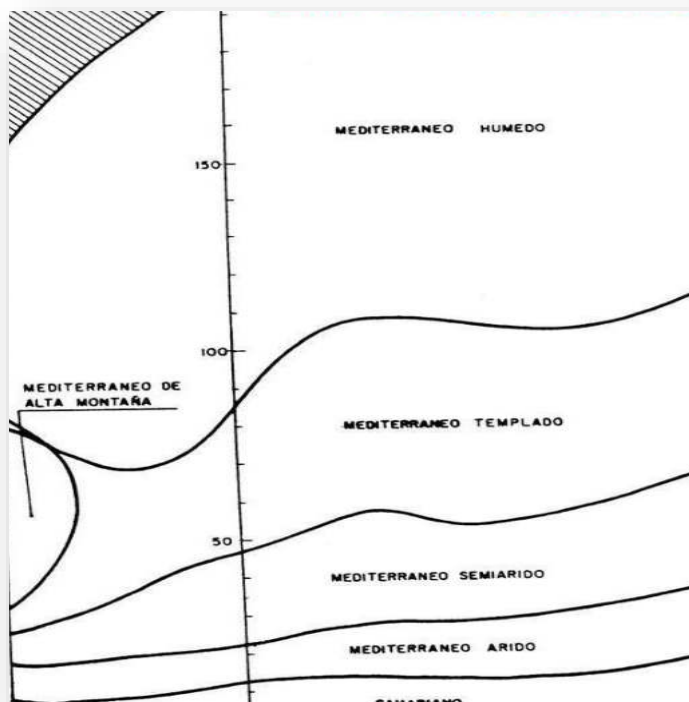 MEDITERRANEO HUMEDO
150
100
MEDITERRANEO DE
ALTA MONTAÑA
MEDITERRANEO TEMPLADO
50
MEDITERRANEO SEMIARIDO
MEDITERRANEO ARIDO